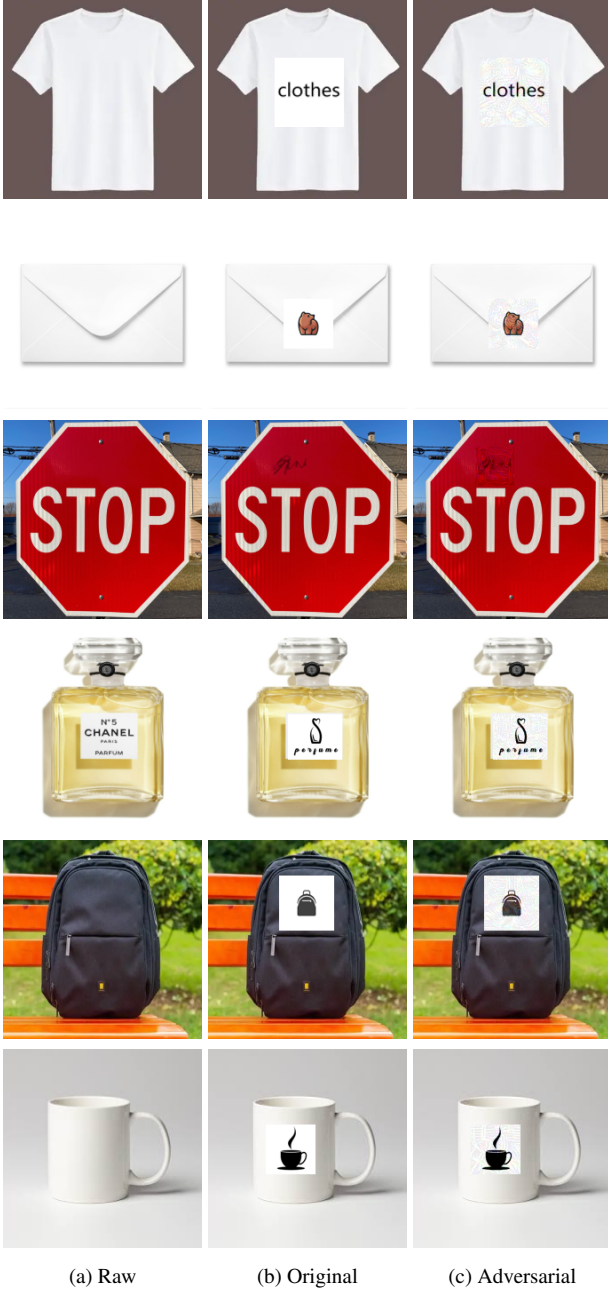 clothes
clothes
STOP
STOP
STOP
N°5
CHANEL
PARIS
PARFUM
perfume
perfume
(a) Raw
(b) Original
(c) Adversarial